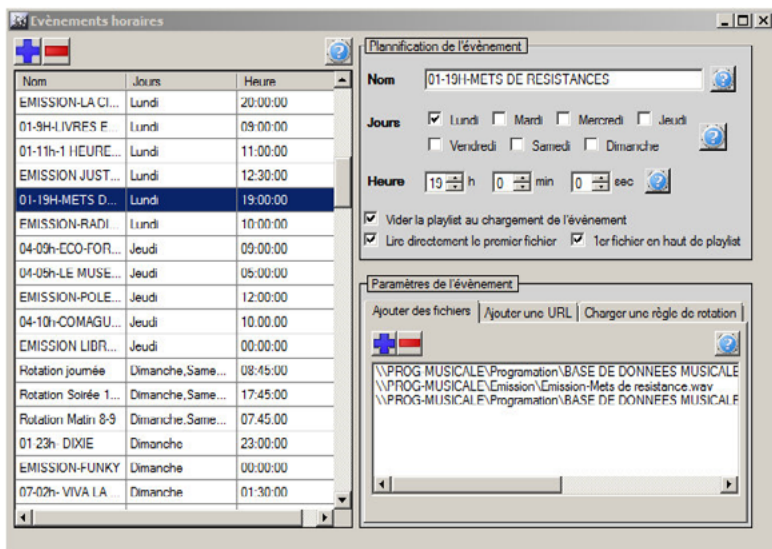 Evènements horaires
Nom Jours Heure
EMISSION-LA CI... Lundi 20:00:00
01-9H-LIVRES E... Lundi 09:00:00
01-11h-1 HEURE... Lundi 11:00:00
EMISSION JUST... Lundi 12:30:00
01-19H-METS D... Lundi 19:00:00
EMISSION-RADI... Lundi 10:00:00
04-09h-ECO-FOR... Jeudi 09:00:00
04-05h-LE MUSE... Jeudi 05:00:00
EMISSION-POLE... Jeudi 12:00:00
04-10h-COMAGU... Jeudi 10.00.00
EMISSION LIBR... Jeudi 00:00:00
Rotation journée Dimanche,Same... 08:45:00
Rotation Soirée 1... Dimanche,Same... 17:45:00
Rotation Matin 8-9 Dimanche,Same... 07.45.00
01 23h- DIXIE Dimanche 23:00:00
EMISSION-FUNKY Dimanche 00:00:00
07-02h- VIVA LA ... Dimanche 01:30:00
Plannification de l'évènement
Nom 01-19H-METS DE RESISTANCES
Jours Lundi Mardi Mercredi Jeudi
Vendredi Samedi Dimanche
Heure 19 h 0 min 0 sec
Vider la playlist au chargement de l'évènement
Lire directement le premier fichier 1er fichier en haut de playlist
Paramètres de l'évènement
Ajouter des fichiers Ajouter une URL Charger une règle de rotation
\\PROG MUSICALE\Programation\BASE DE DONNEES MUSICALE
\\PROG-MUSICALE\Emission\Emission-Mets de resistance.wav
\\PROG-MUSICALE\Programation\BASE DE DONNEES MUSICALE